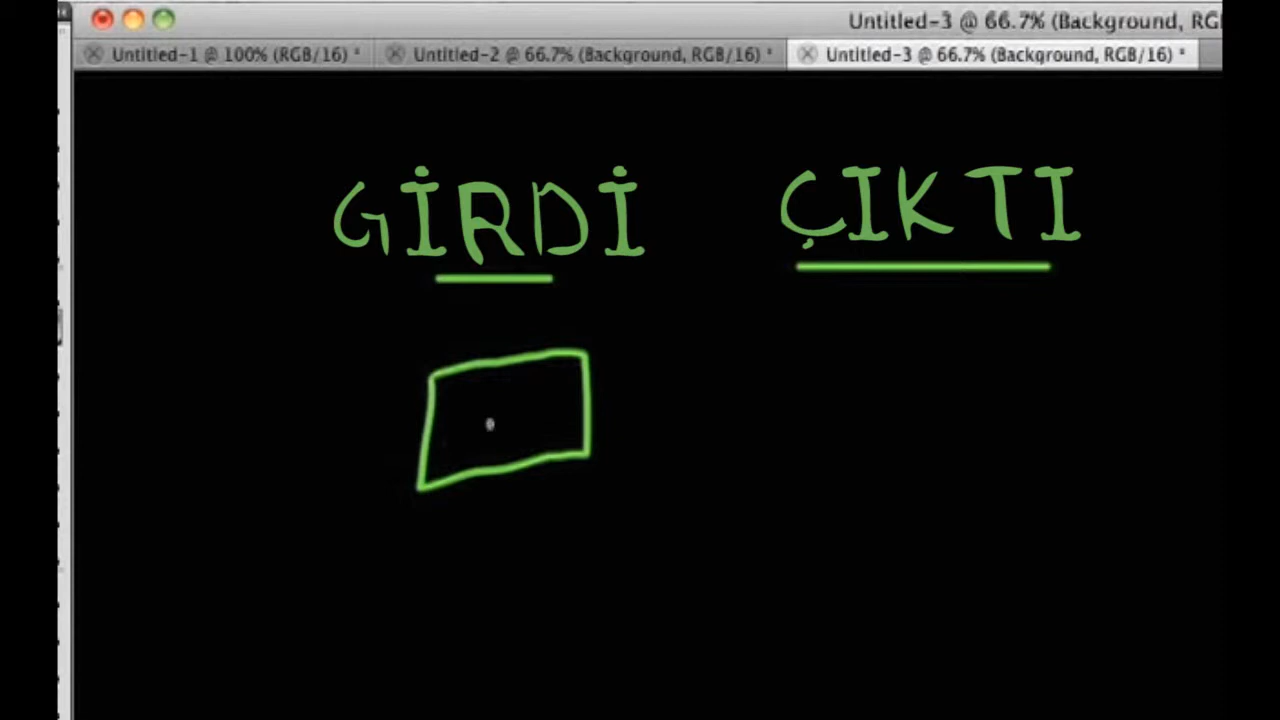 Untitled-3 @ 66.7% (Background, RG
Untitled-1 @ 100% (RGB/16) * Untitled-2 @ 66.7% (Background, RGB/16) * Untitled-3 @ 66.7% (Background, RGB/16) *
GİRDİ ÇIKTI